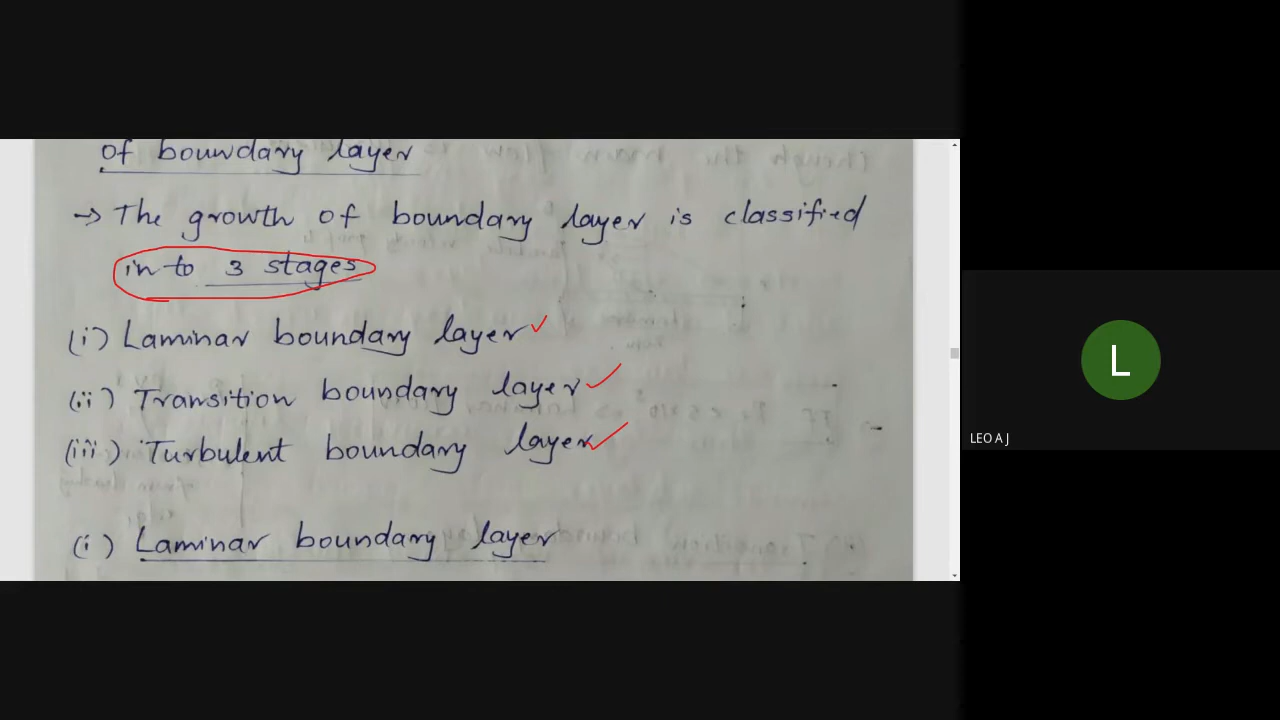 of boundary layer
-> The growth of boundary layer is classified
in to 3 stages
(i) Laminar boundary layer
(ii) Transition boundary layer
(iii) Turbulent boundary layer
(i) Laminar boundary layer
L
LEO A J